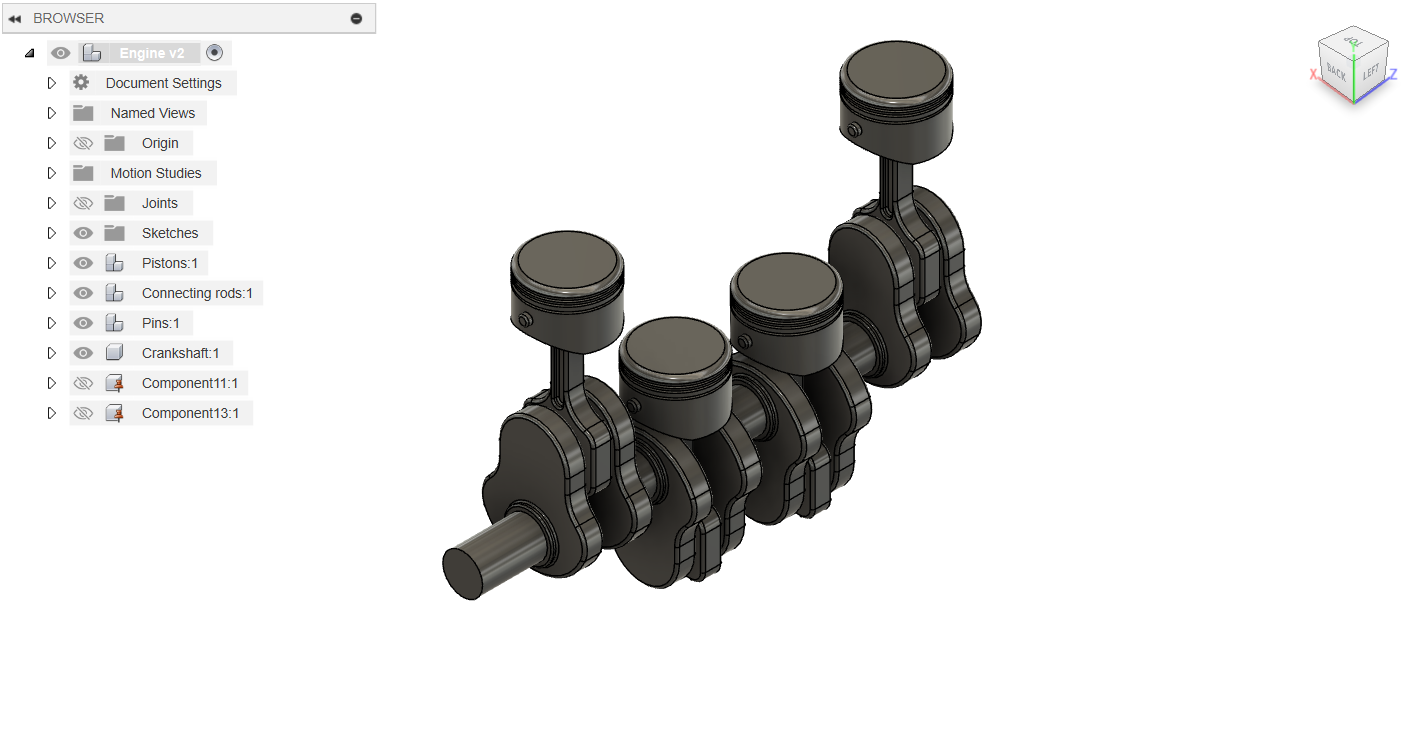 BROWSER
Engine v2
Document Settings
Named Views
Origin
Motion Studies
Joints
Sketches
Pistons:1
Connecting rods:1
Pins:1
Crankshaft:1
Component11:1
Component13:1
TOP
X BACK LEFT Z